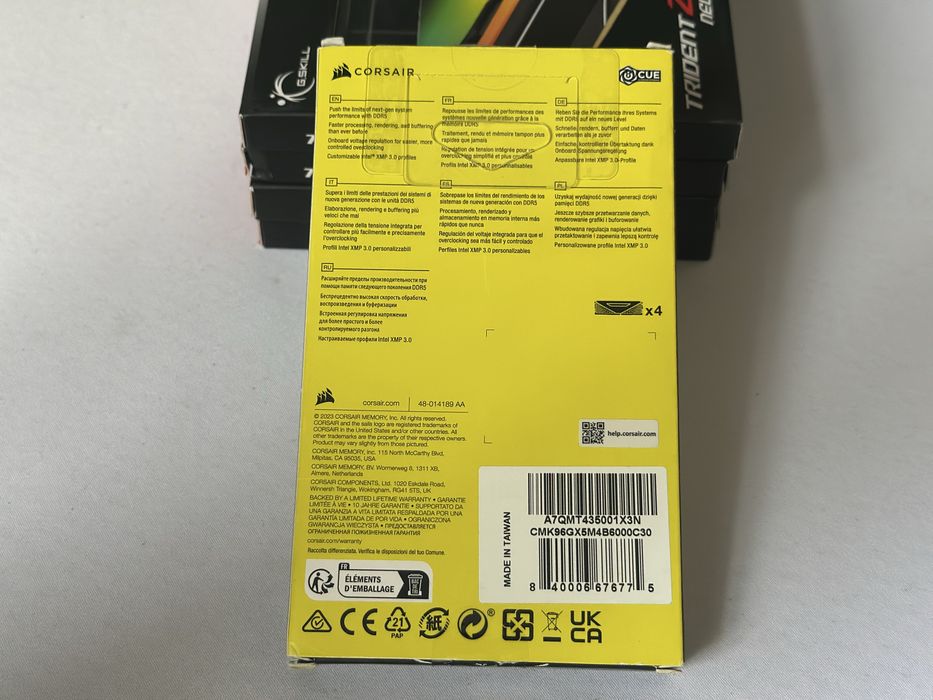 G.SKILL
TRIDENT Z
NEO
7
7
CORSAIR
iCUE
EN
Push the limits of next-gen system
performance with DDR5
Faster processing, rendering, and buffering
than ever before
Onboard voltage regulation for easier, more
controlled overclocking
Customizable Intel® XMP 3.0 profiles
FR
Repousse les limites de performances des
systèmes nouvelle génération grâce à la
mémoire DDR5
Traitement, rendu et mémoire tampon plus
rapides que jamais
Régulation de tension intégrée pour un
overclocking simplifié et plus contrôlé
Profils Intel XMP 3.0 personnalisables
DE
Heben Sie die Performance Ihres Systems
mit DDR5 auf ein neues Level
Schneller rendern, buffern und Daten
verarbeiten als je zuvor
Einfache, kontrollierte Übertaktung dank
Onboard-Spannungsregelung
Anpassbare Intel XMP 3.0-Profile
IT
Supera i limiti delle prestazioni dei sistemi di
nuova generazione con le unità DDR5
Elaborazione, rendering e buffering più
veloci che mai
Regolazione della tensione integrata per
controllare più facilmente e precisamente
l'overclocking
Profili Intel XMP 3.0 personalizzabili
ES
Sobrepase los límites del rendimiento de los
sistemas de nueva generación con DDR5
Procesamiento, renderizado y
almacenamiento en memoria interna más
rápidos que nunca
Regulación del voltaje integrada para que el
overclocking sea más fácil y controlado
Perfiles Intel XMP 3.0 personalizables
PL
Uzyskaj wydajność nowej generacji dzięki
pamięci DDR5
Jeszcze szybsze przetwarzanie danych,
renderowanie grafiki i buforowanie
Wbudowana regulacja napięcia ułatwia
przetaktowanie i zapewnia lepszą kontrolę
Personalizowane profile Intel XMP 3.0
RU
Расширяйте пределы производительности при
помощи памяти следующего поколения DDR5
Беспрецедентно высокая скорость обработки,
воспроизведения и буферизации
Встроенная регулировка напряжения
для более простого и более
контролируемого разгона
Настраиваемые профили Intel XMP 3.0
x4
corsair.com | 48-014189 AA
© 2023 CORSAIR MEMORY, Inc. All rights reserved.
CORSAIR and the sails logo are registered trademarks of
CORSAIR in the United States and/or other countries. All
other trademarks are the property of their respective owners.
Product may vary slightly from those pictured.
CORSAIR MEMORY, Inc. 115 North McCarthy Blvd,
Milpitas, CA 95035, USA
CORSAIR MEMORY, BV. Wormerweg 8, 1311 XB,
Almere, Netherlands
CORSAIR COMPONENTS, Ltd. 1020 Eskdale Road,
Winnersh Triangle, Wokingham, RG41 5TS, UK
BACKED BY A LIMITED LIFETIME WARRANTY • GARANTIE
LIMITÉE À VIE • 10 JAHRE GARANTIE • SUPPORTATO DA
UNA GARANZIA A VITA LIMITATA RESPALDADA POR UNA
GARANTÍA LIMITADA DE POR VIDA • OGRANICZONA
GWARANCJA WIECZYSTA • ПРЕДОСТАВЛЯЕТСЯ
ОГРАНИЧЕННАЯ ПОЖИЗНЕННАЯ ГАРАНТИЯ
corsair.com/warranty
Raccolta differenziata. Verifica le disposizioni del tuo Comune.
help.corsair.com
MADE IN TAIWAN
A7QMT435001X3N
CMK96GX5M4B6000C30
8 40006 67677 5
FR
ÉLÉMENTS
D'EMBALLAGE
CE
21
PAP
紙
®
UK
CA